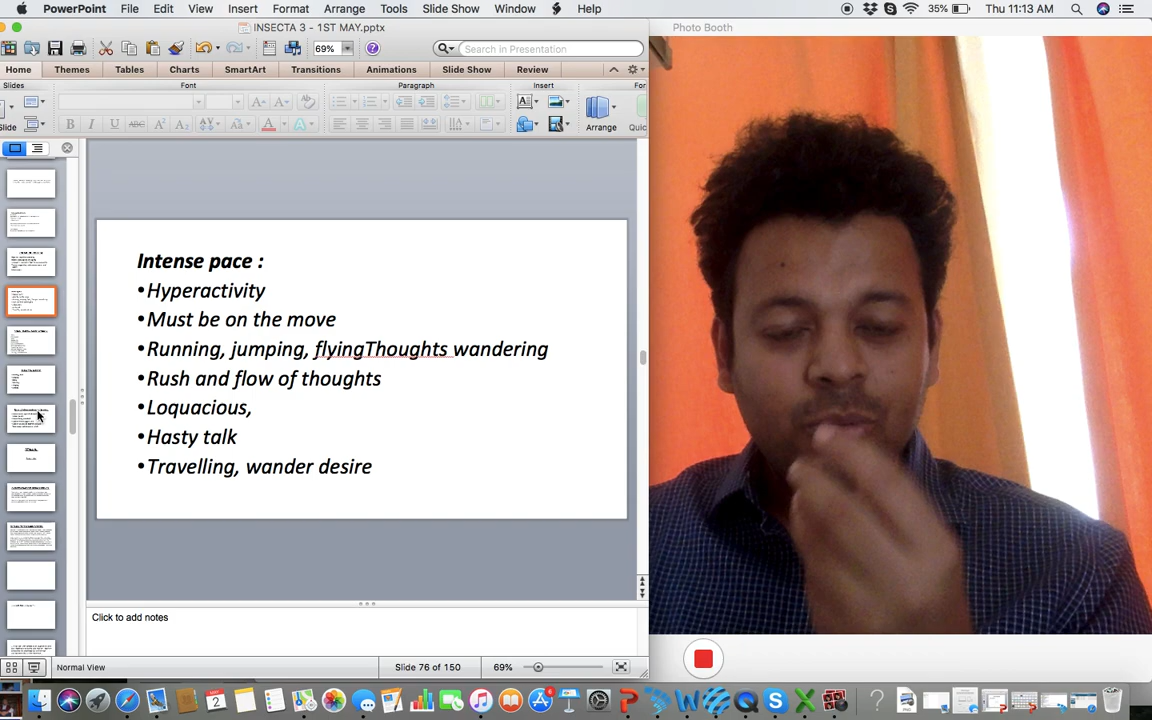 PowerPoint File Edit View Insert Format Arrange Tools Slide Show Window Help 35% Thu 11:13 AM
INSECTA 3 - 1ST MAY.pptx
Photo Booth
69% Search in Presentation
Home Themes Tables Charts SmartArt Transitions Animations Slide Show Review
Slides Font Paragraph Insert For
Slide Arrange Quic
Intense pace :
•Hyperactivity
•Must be on the move
•Running, jumping, flyingThoughts wandering
•Rush and flow of thoughts
•Loquacious,
•Hasty talk
•Travelling, wander desire
Click to add notes
Normal View Slide 76 of 150 69%